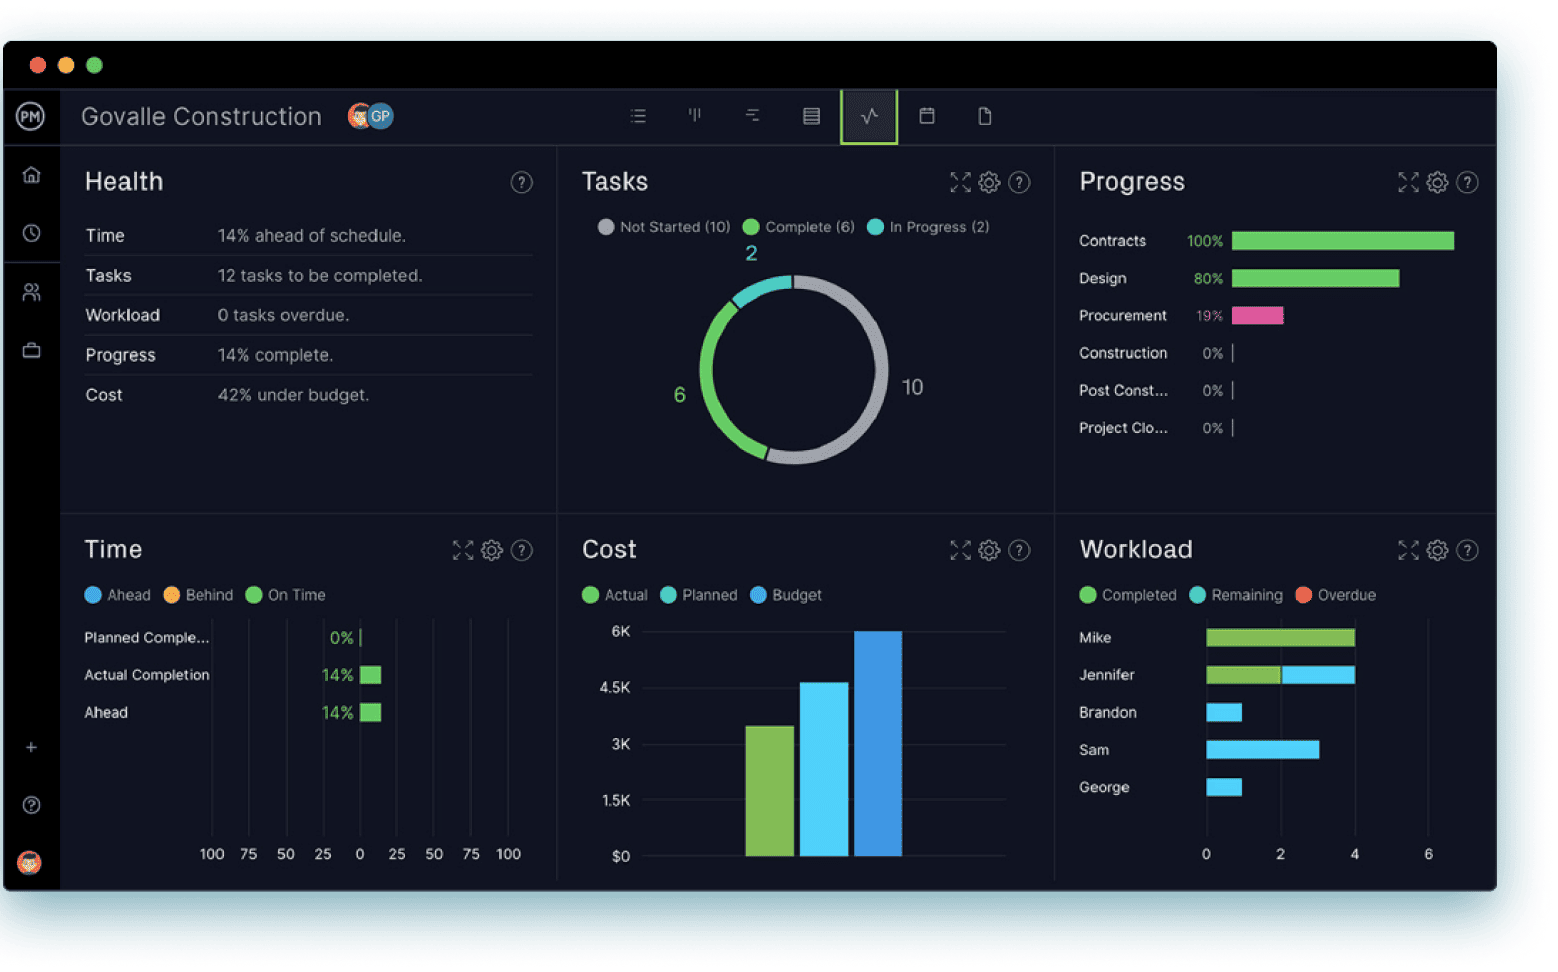 PM
Govalle Construction GP
Health
Time 14% ahead of schedule.
Tasks 12 tasks to be completed.
Workload 0 tasks overdue.
Progress 14% complete.
Cost 42% under budget.
Tasks
Not Started (10) Complete (6) In Progress (2)
2
6
10
Progress
Contracts 100%
Design 80%
Procurement 19%
Construction 0%
Post Const... 0%
Project Clo... 0%
Time
Ahead Behind On Time
Planned Comple... 0%
Actual Completion 14%
Ahead 14%
100 75 50 25 0 25 50 75 100
Cost
Actual Planned Budget
6K
4.5K
3K
1.5K
$0
Workload
Completed Remaining Overdue
Mike
Jennifer
Brandon
Sam
George
0 2 4 6